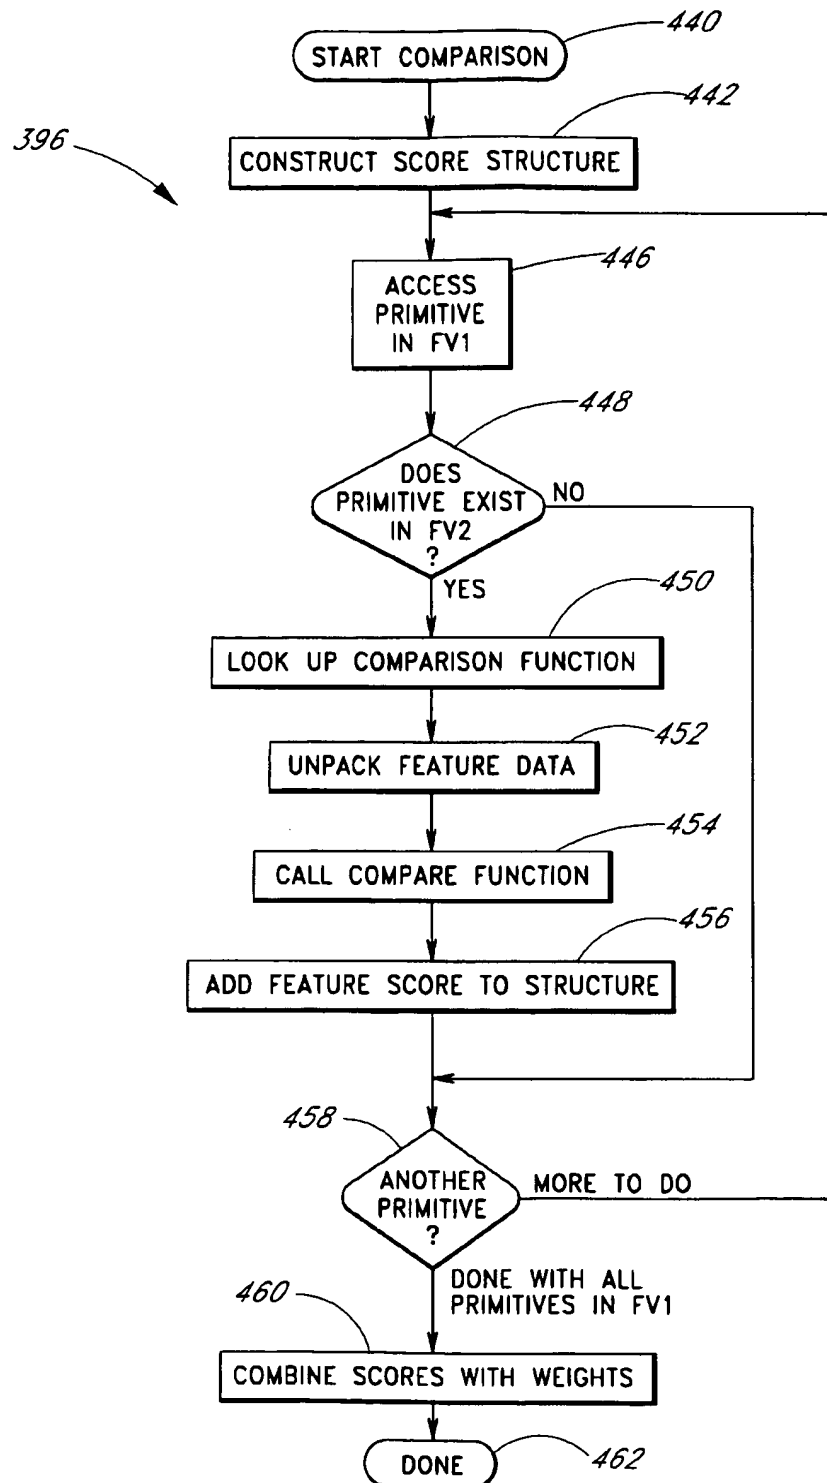 START COMPARISON
440
442
396
CONSTRUCT SCORE STRUCTURE
446
ACCESS
PRIMITIVE
IN FV1
448
DOES
PRIMITIVE EXIST
IN FV2
?
NO
YES
450
LOOK UP COMPARISON FUNCTION
452
UNPACK FEATURE DATA
454
CALL COMPARE FUNCTION
456
ADD FEATURE SCORE TO STRUCTURE
458
ANOTHER
PRIMITIVE
?
MORE TO DO
DONE WITH ALL
PRIMITIVES IN FV1
460
COMBINE SCORES WITH WEIGHTS
DONE
462